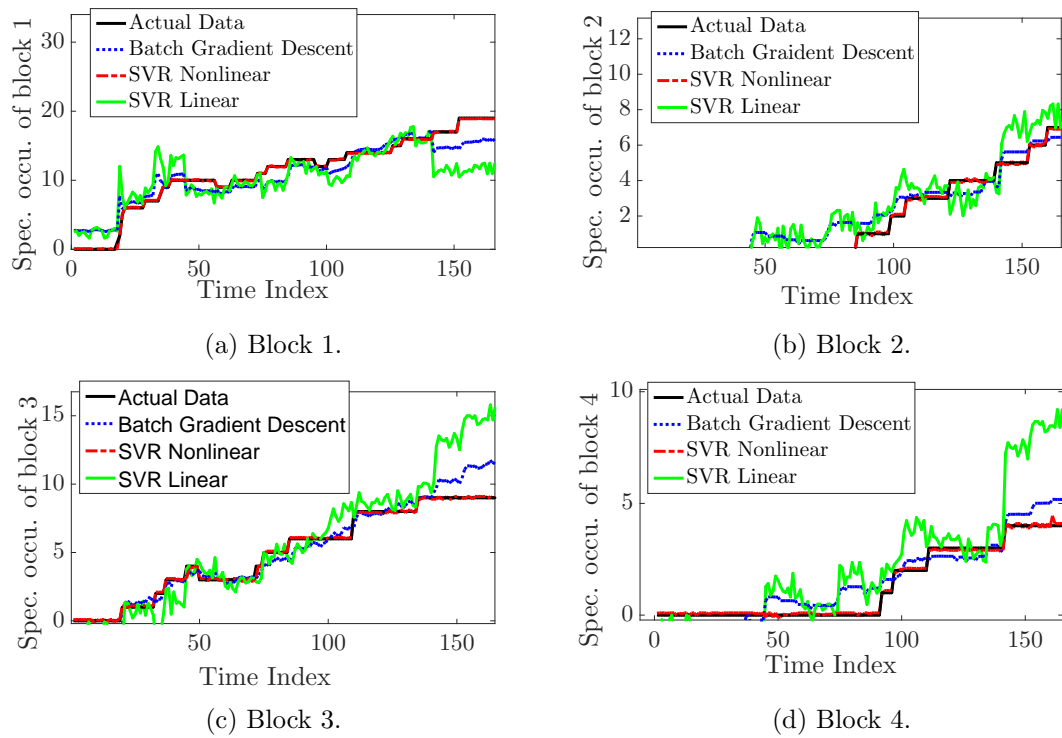 Spec. occu. of block 1
30
20
10
0
Actual Data
Batch Gradient Descent
SVR Nonlinear
SVR Linear
0
50
100
150
Time Index
(a) Block 1.
Spec. occu. of block 2
12
10
8
6
4
2
Actual Data
Batch Graident Descent
SVR Nonlinear
SVR Linear
50
100
150
Time Index
(b) Block 2.
Spec. occu. of block 3
15
10
5
0
Actual Data
Batch Gradient Descent
SVR Nonlinear
SVR Linear
50
100
150
Time Index
(c) Block 3.
Spec. occu. of block 4
10
5
0
Actual Data
Batch Gradient Descent
SVR Nonlinear
SVR Linear
0
50
100
150
Time Index
(d) Block 4.